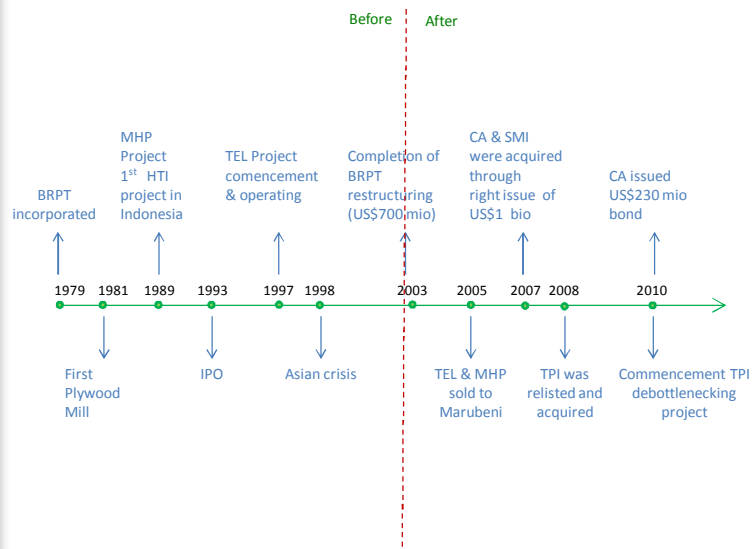 Before
After
MHP
Project
1st HTI
project in
Indonesia
TEL Project
comencement
& operating
Completion of
BRPT
restructuring
(US$700 mio)
CA & SMI
were acquired
through
right issue of
US$1 bio
BRPT
incorporated
CA issued
US$230 mio
bond
1979
1981
1989
1993
1997
1998
2003
2005
2007
2008
2010
First
Plywood
Mill
IPO
Asian crisis
TEL & MHP
sold to
Marubeni
TPI was
relisted and
acquired
Commencement TPI
debottlenecking
project